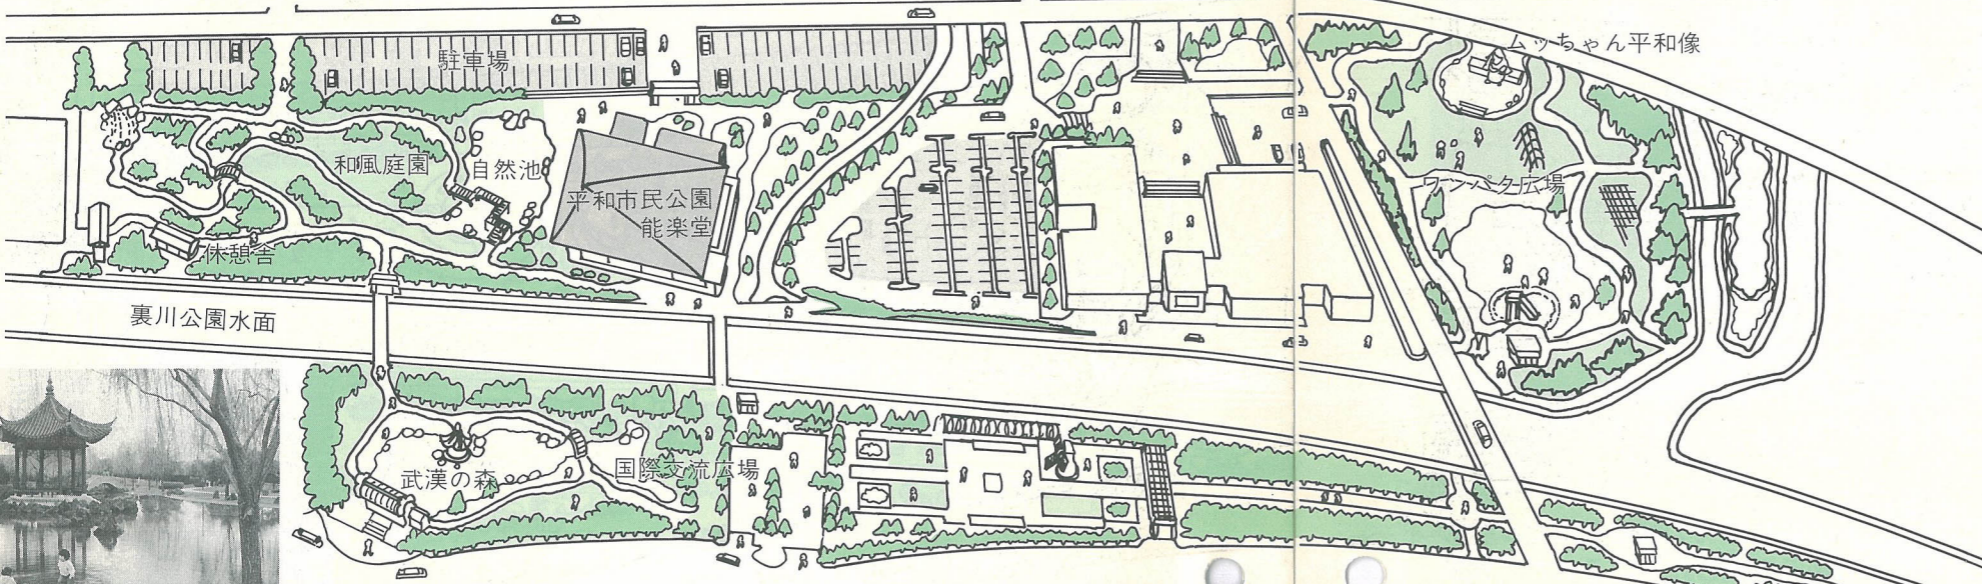 駐車場
ムッちゃん平和像
和風庭園
自然池
平和市民公園
能楽堂
ワンパク広場
休憩舎
裏川公園水面
武漢の森
国際交流広場